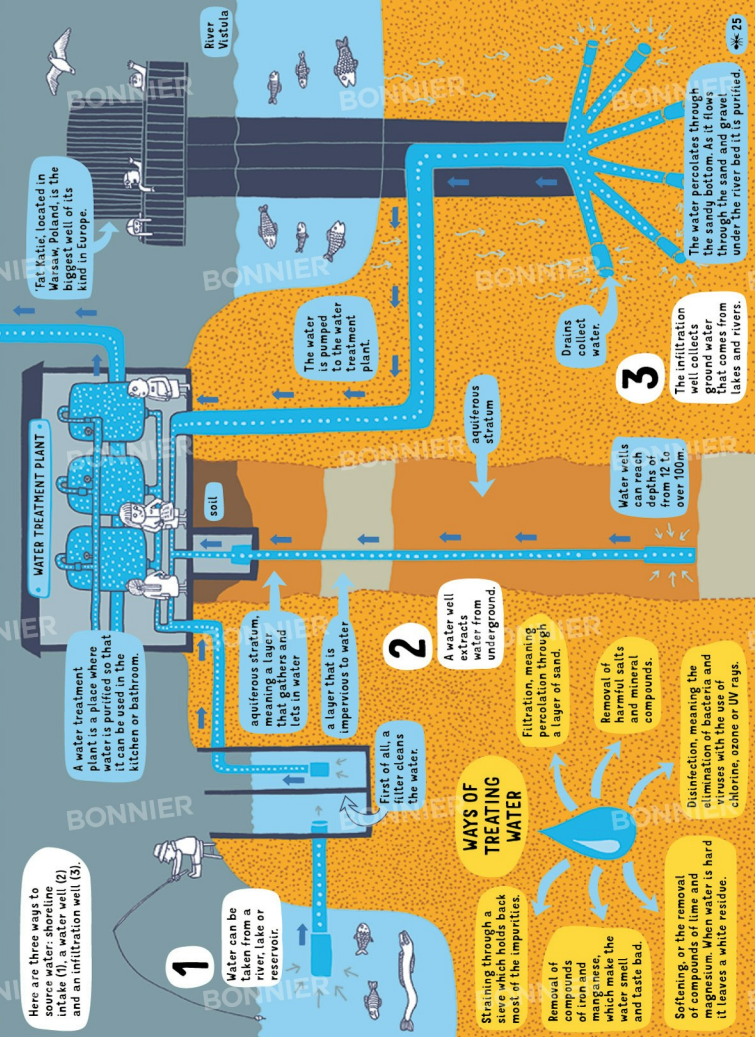 Here are three ways to
source water: shoreline
intake (1), a water well (2)
and an infiltration well (3).
1
Water can be
taken from a
river, lake or
reservoir.
First of all, a
filter cleans
the water.
A water treatment
plant is a place where
water is purified so that
it can be used in the
kitchen or bathroom.
WATER TREATMENT PLANT
soil
aquiferous stratum,
meaning a layer
that gathers and
lets in water
a layer that is
impervious to water
2
A water well
extracts
water from
underground.
aquiferous
stratum
Water wells
can reach
depths of
from 12 to
over 100m.
The water
is pumped
to the water
treatment
plant.
'Fat Katie', located in
Warsaw, Poland, is the
biggest well of its
kind in Europe.
River
Vistula
Drains
collect
water.
3
The infiltration
well collects
ground water
that comes from
lakes and rivers.
The water percolates through
the sandy bottom. As it flows
through the sand and gravel
under the river bed it is purified.
WAYS OF
TREATING
WATER
Straining through a
sieve which holds back
most of the impurities.
Removal of
compounds
of iron and
manganese,
which make the
water smell
and taste bad.
Softening, or the removal
of compounds of lime and
magnesium. When water is hard
it leaves a white residue.
Filtration, meaning
percolation through
a layer of sand.
Removal of
harmful salts
and mineral
compounds.
Disinfection, meaning the
elimination of bacteria and
viruses with the use of
chlorine, ozone or UV rays.
25
BONNIER
BONNIER
BONNIER
BONNIER
BONNIER
BONNIER
BONNIER
BONNIER
BONNIER
BONNIER
BONNIER
BONNIER